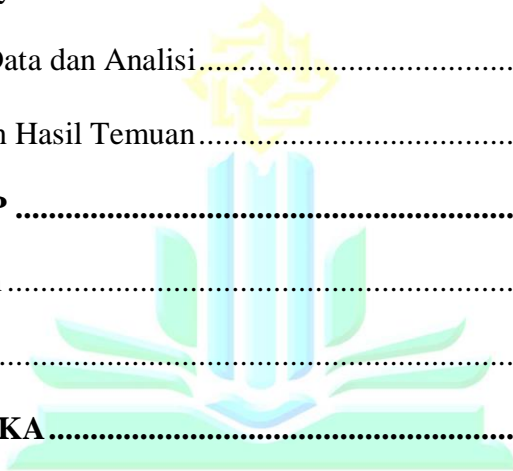 Data dan Analisi........................................
Hasil Temuan........................................
P........................................
........................................
........................................
KA........................................